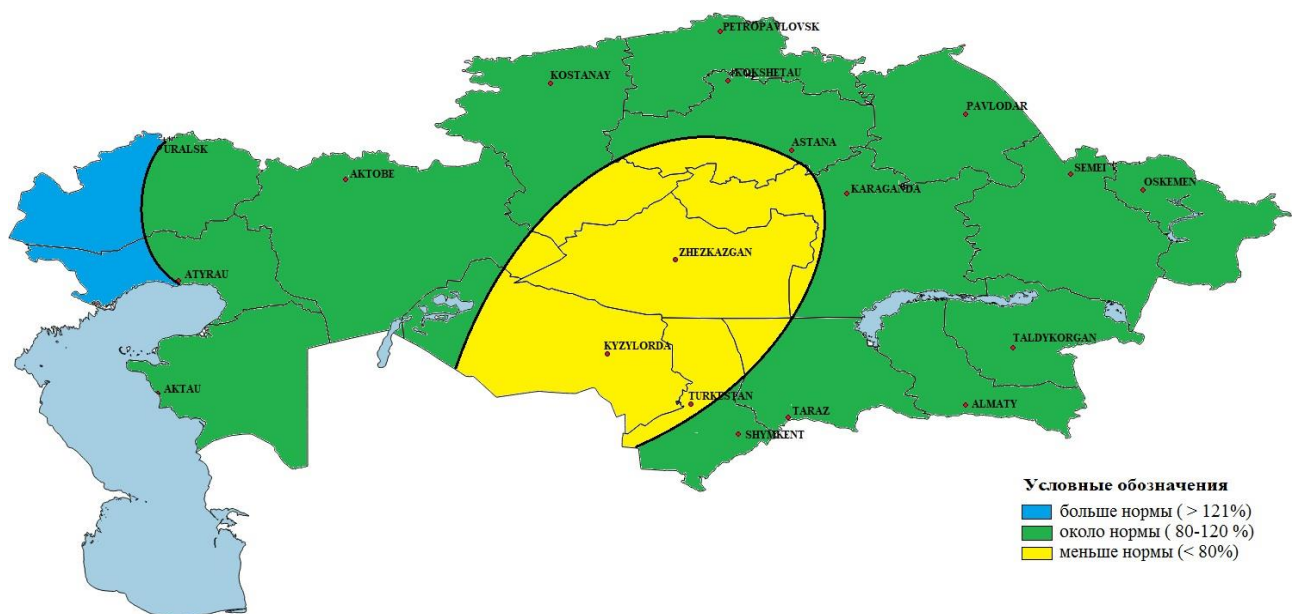 PETROPAVLOVSK
KOSTANAY
KOKSHETAU
PAVLODAR
URALSK
ASTANA
AKTOBE
SEMEI
OSKEMEN
KARAGANDA
ZHEZKAZGAN
ATYRAU
KYZYLORDA
TALDYKORGAN
AKTAU
TURKESTAN
TARAZ
ALMATY
SHYMKENT
Условные обозначения
больше нормы ( > 121%)
около нормы ( 80-120 %)
меньше нормы (< 80%)